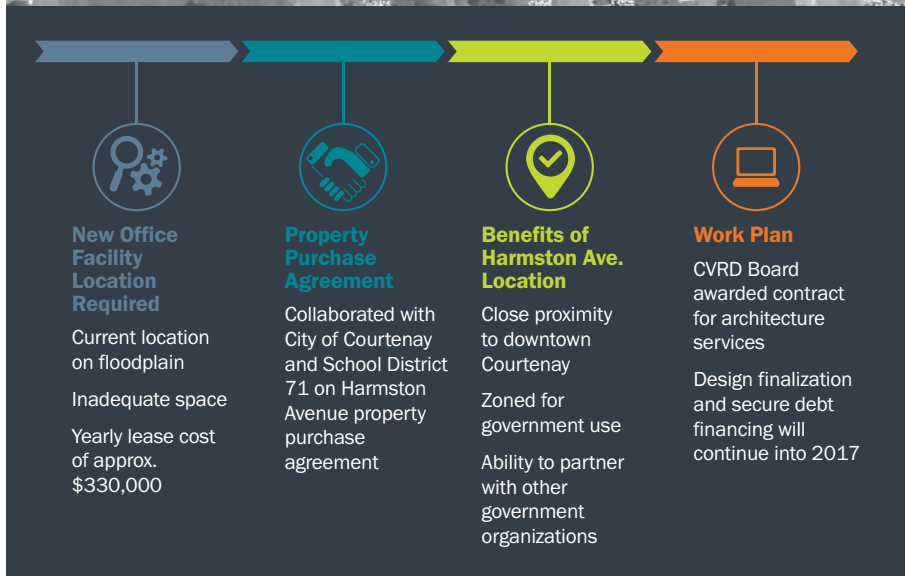 New Office
Facility
Location
Required
Current location
on floodplain
Inadequate space
Yearly lease cost
of approx.
$330,000
Property
Purchase
Agreement
Collaborated with
City of Courtenay
and School District
71 on Harmston
Avenue property
purchase
agreement
Benefits of
Harmston Ave.
Location
Close proximity
to downtown
Courtenay
Zoned for
government use
Ability to partner
with other
government
organizations
Work Plan
CVRD Board
awarded contract
for architecture
services
Design finalization
and secure debt
financing will
continue into 2017